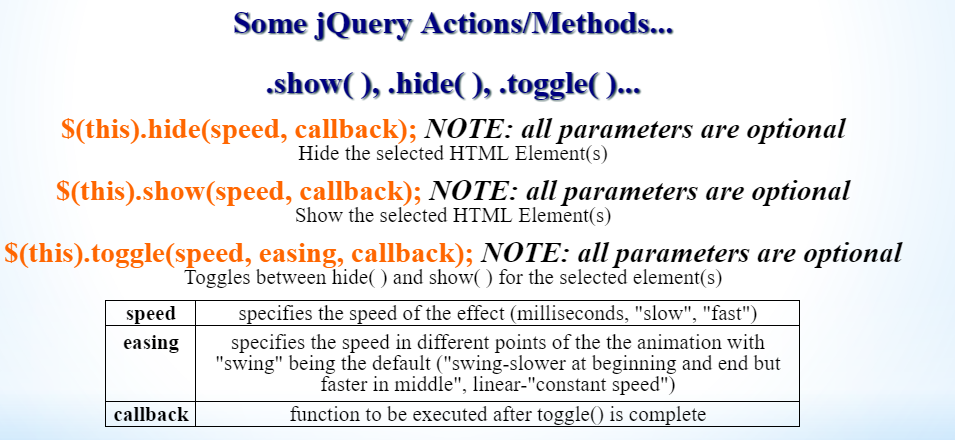 Some jQuery Actions/Methods...
.show( ), .hide( ), .toggle( )...
$(this).hide(speed, callback); NOTE: all parameters are optional
Hide the selected HTML Element(s)
$(this).show(speed, callback); NOTE: all parameters are optional
Show the selected HTML Element(s)
$(this).toggle(speed, easing, callback); NOTE: all parameters are optional
Toggles between hide( ) and show( ) for the selected element(s)
speed specifies the speed of the effect (milliseconds, "slow", "fast")
easing specifies the speed in different points of the the animation with
"swing" being the default ("swing-slower at beginning and end but
faster in middle", linear-"constant speed")
callback function to be executed after toggle() is complete